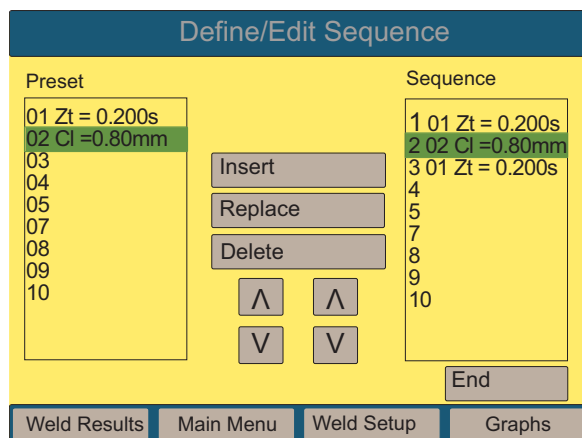 Define/Edit Sequence
Preset
01 Zt = 0.200s
02 Cl =0.80mm
03
04
05
07
08
09
10
Insert
Replace
Delete
Λ Λ
V V
Sequence
1 01 Zt = 0.200s
2 02 Cl =0.80mm
3 01 Zt = 0.200s
4
5
7
8
9
10
End
Weld Results Main Menu Weld Setup Graphs